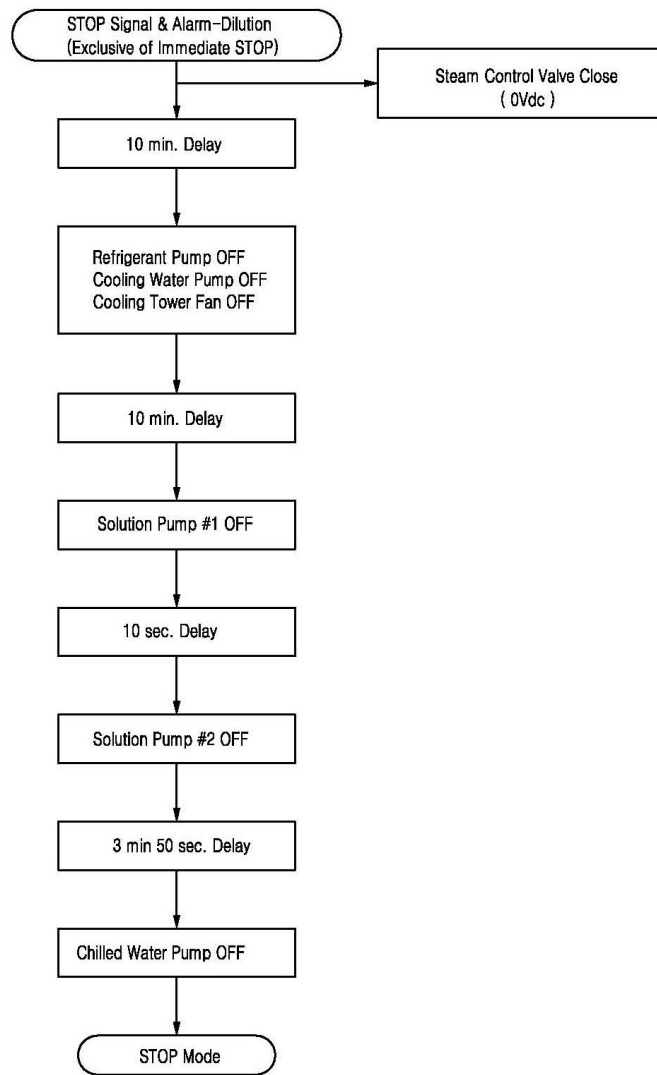 STOP Signal & Alarm-Dilution
(Exclusive of Immediate STOP)
Steam Control Valve Close
( 0Vdc )
10 min. Delay
Refrigerant Pump OFF
Cooling Water Pump OFF
Cooling Tower Fan OFF
10 min. Delay
Solution Pump #1 OFF
10 sec. Delay
Solution Pump #2 OFF
3 min 50 sec. Delay
Chilled Water Pump OFF
STOP Mode